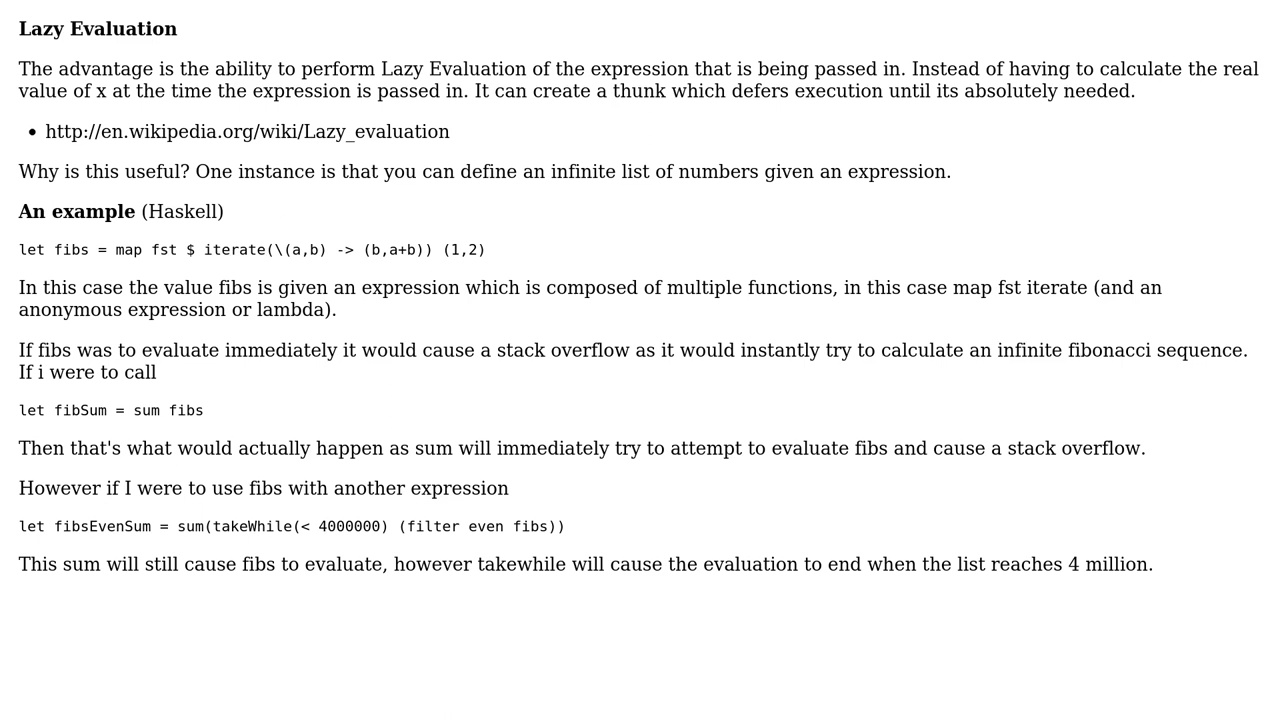 Lazy Evaluation
The advantage is the ability to perform Lazy Evaluation of the expression that is being passed in. Instead of having to calculate the real
value of x at the time the expression is passed in. It can create a thunk which defers execution until its absolutely needed.
• http://en.wikipedia.org/wiki/Lazy_evaluation
Why is this useful? One instance is that you can define an infinite list of numbers given an expression.
An example (Haskell)
let fibs = map fst $ iterate(\(a,b) -> (b,a+b)) (1,2)
In this case the value fibs is given an expression which is composed of multiple functions, in this case map fst iterate (and an
anonymous expression or lambda).
If fibs was to evaluate immediately it would cause a stack overflow as it would instantly try to calculate an infinite fibonacci sequence.
If i were to call
let fibSum = sum fibs
Then that's what would actually happen as sum will immediately try to attempt to evaluate fibs and cause a stack overflow.
However if I were to use fibs with another expression
let fibsEvenSum = sum(takeWhile(< 4000000) (filter even fibs))
This sum will still cause fibs to evaluate, however takewhile will cause the evaluation to end when the list reaches 4 million.